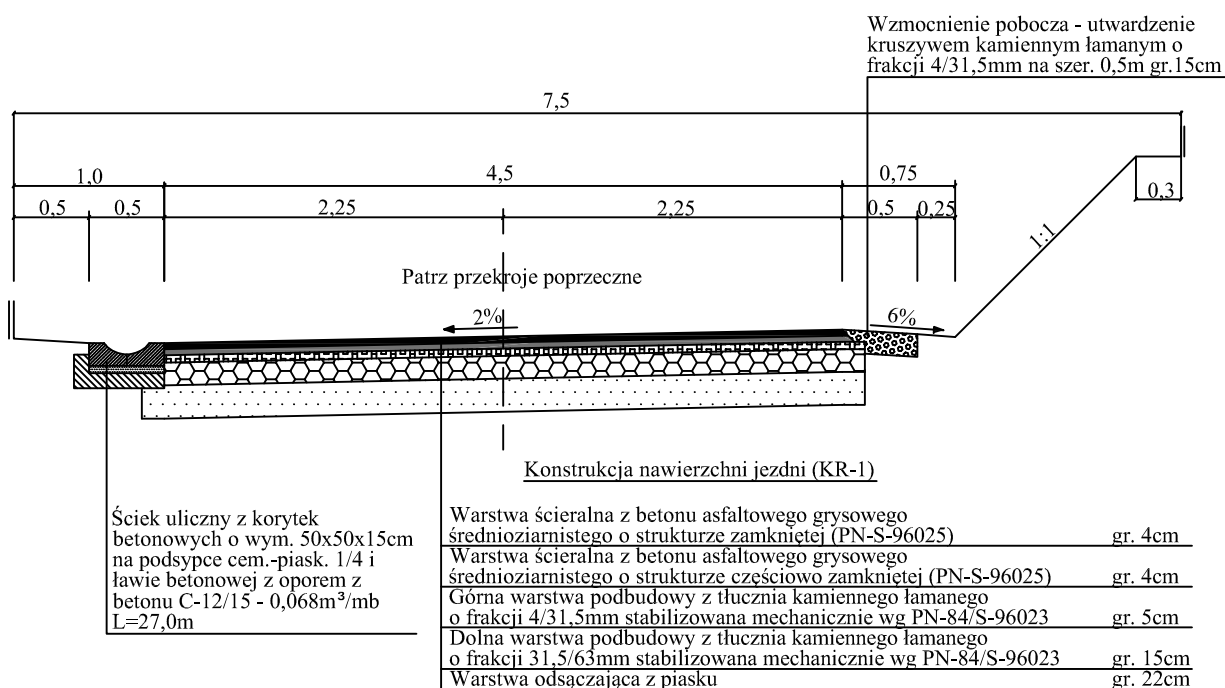 Wzmocnienie pobocza - utwardzenie
kruszywem kamiennym łamanym o
frakcji 4/31,5mm na szer. 0,5m gr.15cm
7,5
1,0
4,5
0,75
0,5
0,5
2,25
2,25
0,5
0,25
0,3
1:1
Patrz przekroje poprzeczne
2%
6%
Konstrukcja nawierzchni jezdni (KR-1)
Ściek uliczny z korytek
betonowych o wym. 50x50x15cm
na podsypce cem.-piask. 1/4 i
ławie betonowej z oporem z
betonu C-12/15 - 0,068m³/mb
L=27,0m
Warstwa ścieralna z betonu asfaltowego grysowego
średnioziarnistego o strukturze zamkniętej (PN-S-96025) gr. 4cm
Warstwa ścieralna z betonu asfaltowego grysowego
średnioziarnistego o strukturze częściowo zamkniętej (PN-S-96025) gr. 4cm
Górna warstwa podbudowy z tłucznia kamiennego łamanego
o frakcji 4/31,5mm stabilizowana mechanicznie wg PN-84/S-96023 gr. 5cm
Dolna warstwa podbudowy z tłucznia kamiennego łamanego
o frakcji 31,5/63mm stabilizowana mechanicznie wg PN-84/S-96023 gr. 15cm
Warstwa odsączająca z piasku gr. 22cm